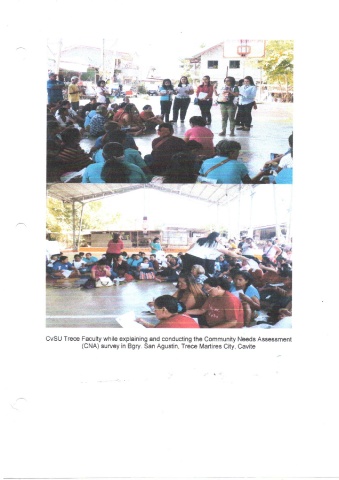 CvSU Trece Faculty while explaining and conducting the Community Needs Assessment
(CNA) survey in Bgry. San Agustin, Trece Martires City, Cavite